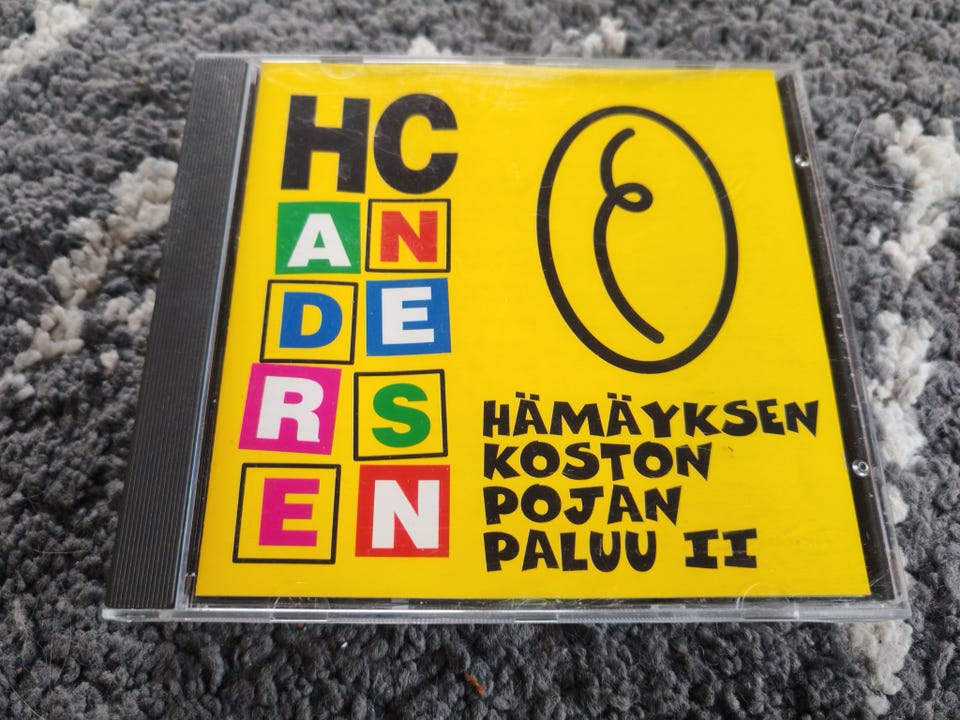 HC
AN
DE
RS
EN
HÄMÄYKSEN
KOSTON
POJAN
PALUU II